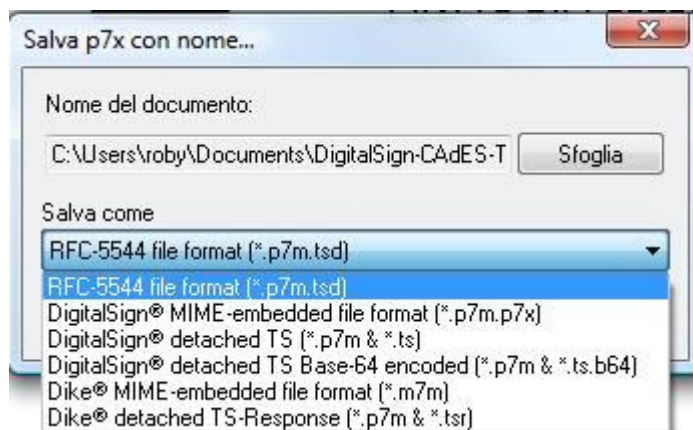 Salva p7x con nome...
Nome del documento:
C:\Users\roby\Documents\DigitalSign-CAdES-T
Sfoglia
Salva come
RFC-5544 file format (*.p7m.tsd)
RFC-5544 file format (*.p7m.tsd)
DigitalSign® MIME-embedded file format (*.p7m.p7x)
DigitalSign® detached TS (*.p7m & *.ts)
DigitalSign® detached TS Base-64 encoded (*.p7m & *.ts.b64)
Dike® MIME-embedded file format (*.m7m)
Dike® detached TS-Response (*.p7m & *.tsr)